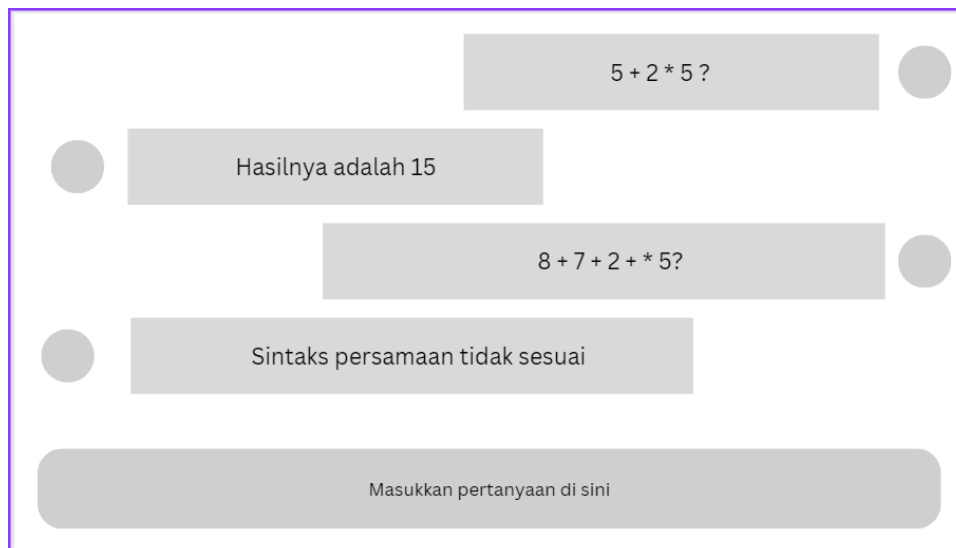 5 + 2 * 5 ?
Hasilnya adalah 15
8 + 7 + 2 + * 5?
Sintaks persamaan tidak sesuai
Masukkan pertanyaan di sini